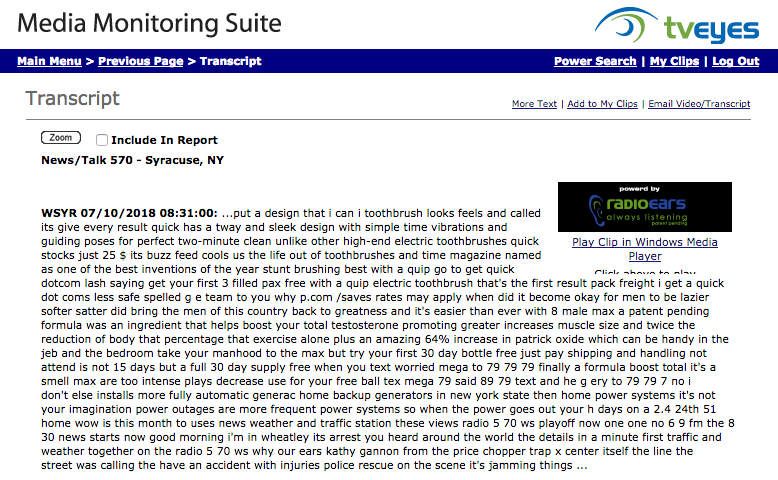 Media Monitoring Suite
tveyes
Main Menu > Previous Page > Transcript
Power Search | My Clips | Log Out
Transcript
More Text | Add to My Clips | Email Video/Transcript
Zoom
Include In Report
News/Talk 570 - Syracuse, NY
powerd by
RADIOEARS
always listening
patent pending
Play Clip in Windows Media
Player
Click above to play
WSYR 07/10/2018 08:31:00: ...put a design that i can i toothbrush looks feels and called
its give every result quick has a tway and sleek design with simple time vibrations and
guiding poses for perfect two-minute clean unlike other high-end electric toothbrushes quick
stocks just 25 $ its buzz feed cools us the life out of toothbrushes and time magazine named
as one of the best inventions of the year stunt brushing best with a quip go to get quick
dotcom lash saying get your first 3 filled pax free with a quip electric toothbrush that's the first result pack freight i get a quick
dot coms less safe spelled g e team to you why p.com /saves rates may apply when did it become okay for men to be lazier
softer satter did bring the men of this country back to greatness and it's easier than ever with 8 male max a patent pending
formula was an ingredient that helps boost your total testosterone promoting greater increases muscle size and twice the
reduction of body that percentage that exercise alone plus an amazing 64% increase in patrick oxide which can be handy in the
jeb and the bedroom take your manhood to the max but try your first 30 day bottle free just pay shipping and handling not
attend is not 15 days but a full 30 day supply free when you text worried mega to 79 79 79 finally a formula boost total it's a
smell max are too intense plays decrease use for your free ball tex mega 79 said 89 79 text and he g ery to 79 79 7 no i
don't else installs more fully automatic generac home backup generators in new york state then home power systems it's not
your imagination power outages are more frequent power systems so when the power goes out your h days on a 2.4 24th 51
home wow is this month to uses news weather and traffic station these views radio 5 70 ws playoff now one one no 6 9 fm the 8
30 news starts now good morning i'm in wheatley its arrest you heard around the world the details in a minute first traffic and
weather together on the radio 5 70 ws why our ears kathy gannon from the price chopper trap x center itself the line the
street was calling the have an accident with injuries police rescue on the scene it's jamming things ...